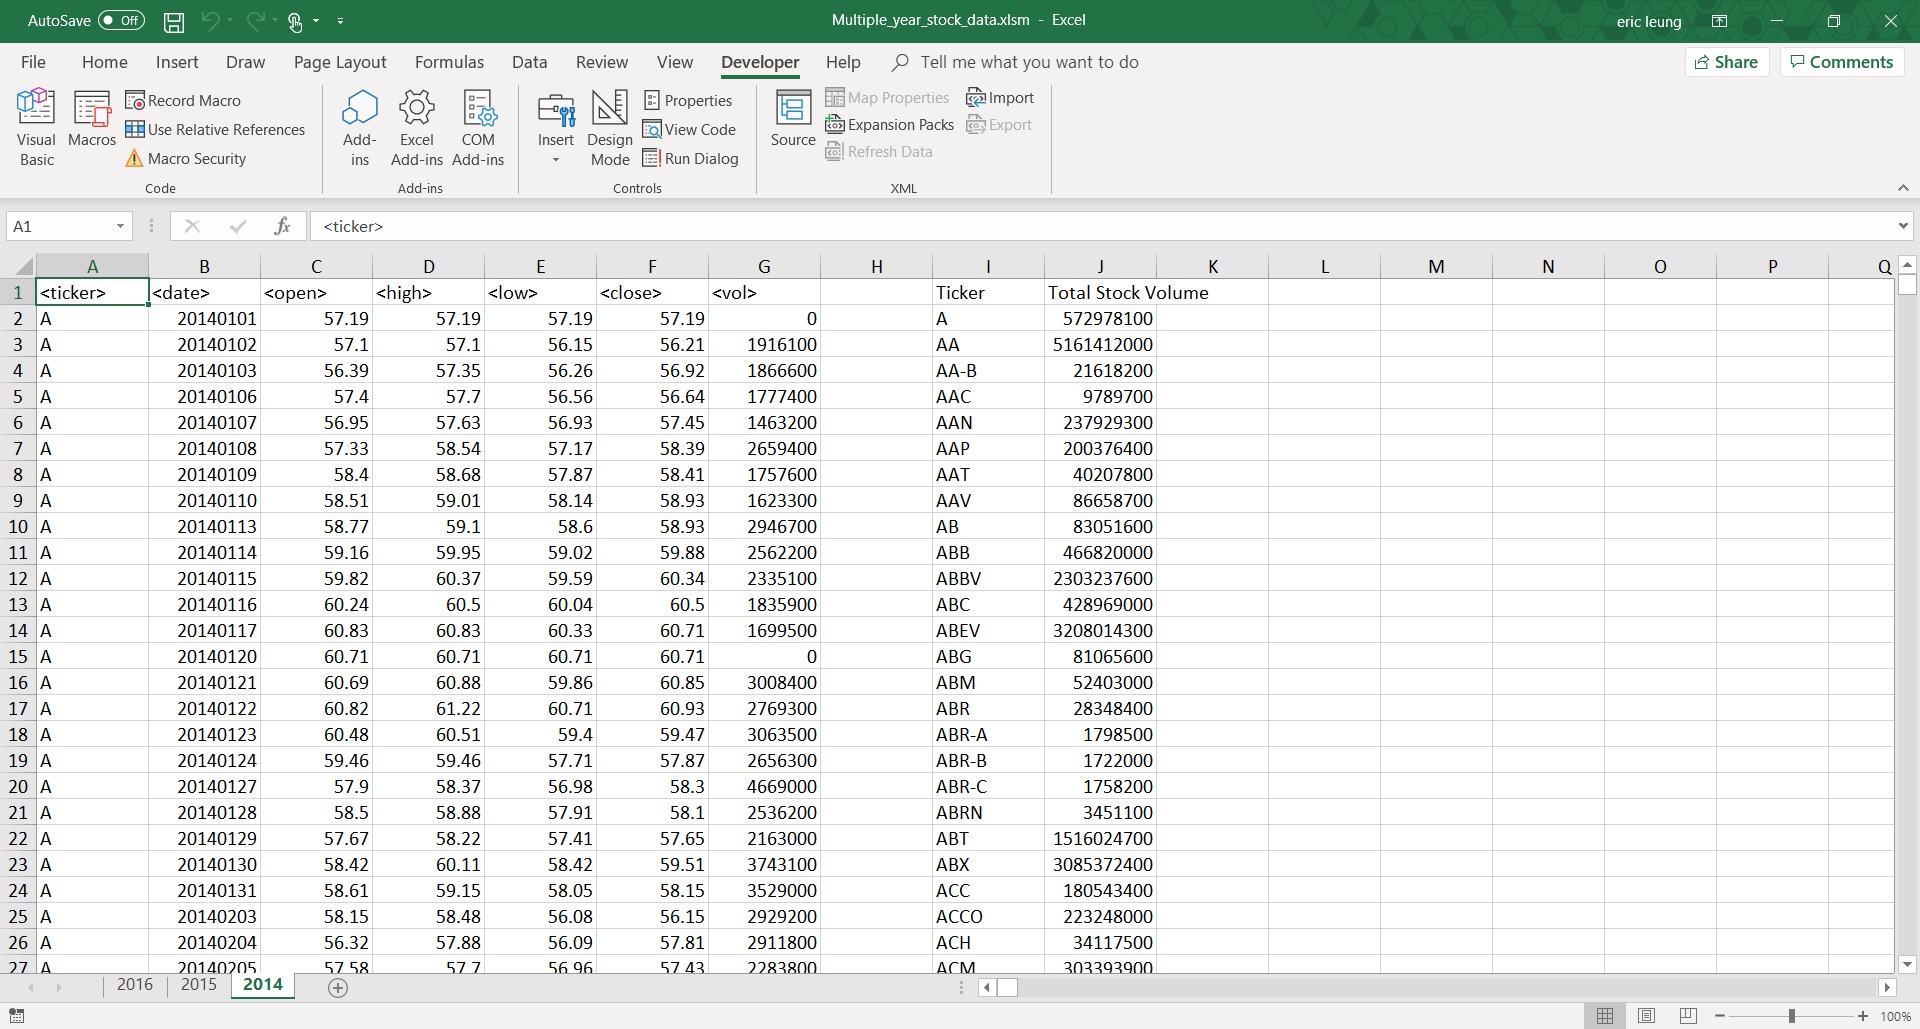 AutoSave Off Multiple_year_stock_data.xlsm - Excel eric leung
File Home Insert Draw Page Layout Formulas Data Review View Developer Help Tell me what you want to do Share Comments
Visual Basic
Macros
Record Macro
Use Relative References
Macro Security
Code
Add-ins
Excel Add-ins
COM Add-ins
Add-ins
Insert
Design Mode
Properties
View Code
Run Dialog
Controls
Source
Map Properties
Expansion Packs
Refresh Data
Import
Export
XML
A1 fx <ticker>
A B C D E F G H I J K L M N O P Q
1 <ticker> <date> <open> <high> <low> <close> <vol> Ticker Total Stock Volume
2 A 20140101 57.19 57.19 57.19 57.19 0 A 572978100
3 A 20140102 57.1 57.1 56.15 56.21 1916100 AA 5161412000
4 A 20140103 56.39 57.35 56.26 56.92 1866600 AA-B 21618200
5 A 20140106 57.4 57.7 56.56 56.64 1777400 AAC 9789700
6 A 20140107 56.95 57.63 56.93 57.45 1463200 AAN 237929300
7 A 20140108 57.33 58.54 57.17 58.39 2659400 AAP 200376400
8 A 20140109 58.4 58.68 57.87 58.41 1757600 AAT 40207800
9 A 20140110 58.51 59.01 58.14 58.93 1623300 AAV 86658700
10 A 20140113 58.77 59.1 58.6 58.93 2946700 AB 83051600
11 A 20140114 59.16 59.95 59.02 59.88 2562200 ABB 466820000
12 A 20140115 59.82 60.37 59.59 60.34 2335100 ABBV 2303237600
13 A 20140116 60.24 60.5 60.04 60.5 1835900 ABC 428969000
14 A 20140117 60.83 60.83 60.33 60.71 1699500 ABEV 3208014300
15 A 20140120 60.71 60.71 60.71 60.71 0 ABG 81065600
16 A 20140121 60.69 60.88 59.86 60.85 3008400 ABM 52403000
17 A 20140122 60.82 61.22 60.71 60.93 2769300 ABR 28348400
18 A 20140123 60.48 60.51 59.4 59.47 3063500 ABR-A 1798500
19 A 20140124 59.46 59.46 57.71 57.87 2656300 ABR-B 1722000
20 A 20140127 57.9 58.37 56.98 58.3 4669000 ABR-C 1758200
21 A 20140128 58.5 58.88 57.91 58.1 2536200 ABRN 3451100
22 A 20140129 57.67 58.22 57.41 57.65 2163000 ABT 1516024700
23 A 20140130 58.42 60.11 58.42 59.51 3743100 ABX 3085372400
24 A 20140131 58.61 59.15 58.05 58.15 3529000 ACC 180543400
25 A 20140203 58.15 58.48 56.08 56.15 2929200 ACCO 223248000
26 A 20140204 56.32 57.88 56.09 57.81 2911800 ACH 34117500
27 A 20140205 57.58 57.7 56.96 57.43 2283800 ACM 303393900
2016 2015 2014
100%